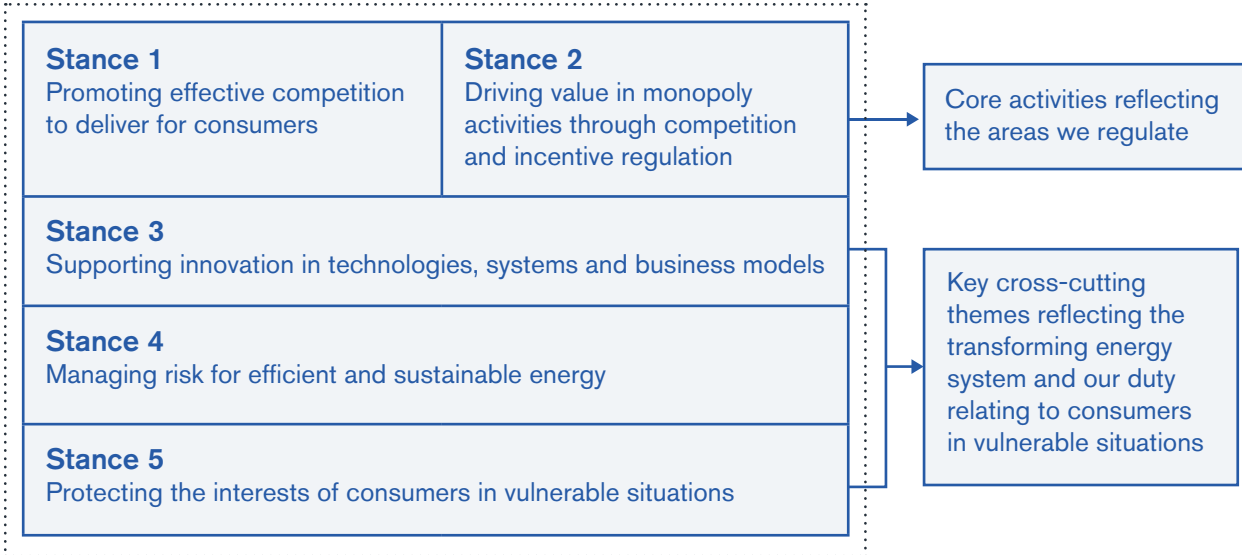 Stance 1
Promoting effective competition
to deliver for consumers
Stance 2
Driving value in monopoly
activities through competition
and incentive regulation
Core activities reflecting
the areas we regulate
Stance 3
Supporting innovation in technologies, systems and business models
Stance 4
Managing risk for efficient and sustainable energy
Stance 5
Protecting the interests of consumers in vulnerable situations
Key cross-cutting
themes reflecting the
transforming energy
system and our duty
relating to consumers
in vulnerable situations